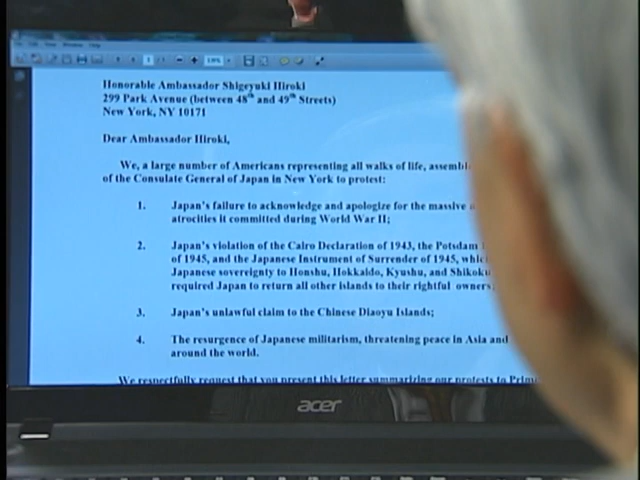 Honorable Ambassador Shigeyuki Hiroki
299 Park Avenue (between 48th and 49th Streets)
New York, NY 10171
Dear Ambassador Hiroki,
We, a large number of Americans representing all walks of life,
of the Consulate General of Japan in New York to protest:
1. Japan's failure to acknowledge and apologize for the massive
atrocities it committed during World War II;
2. Japan's violation of the Cairo Declaration of 1943, the Potsdam
of 1945, and the Japanese Instrument of Surrender of 1945,
Japanese sovereignty to Honshu, Hokkaido, Kyushu, and Shikoku
required Japan to return all other islands to their rightful owners;
3. Japan's unlawful claim to the Chinese Diaoyu Islands;
4. The resurgence of Japanese militarism, threatening peace in Asia and
around the world.
We respectfully request that you present this letter summarizing our protests to
acer